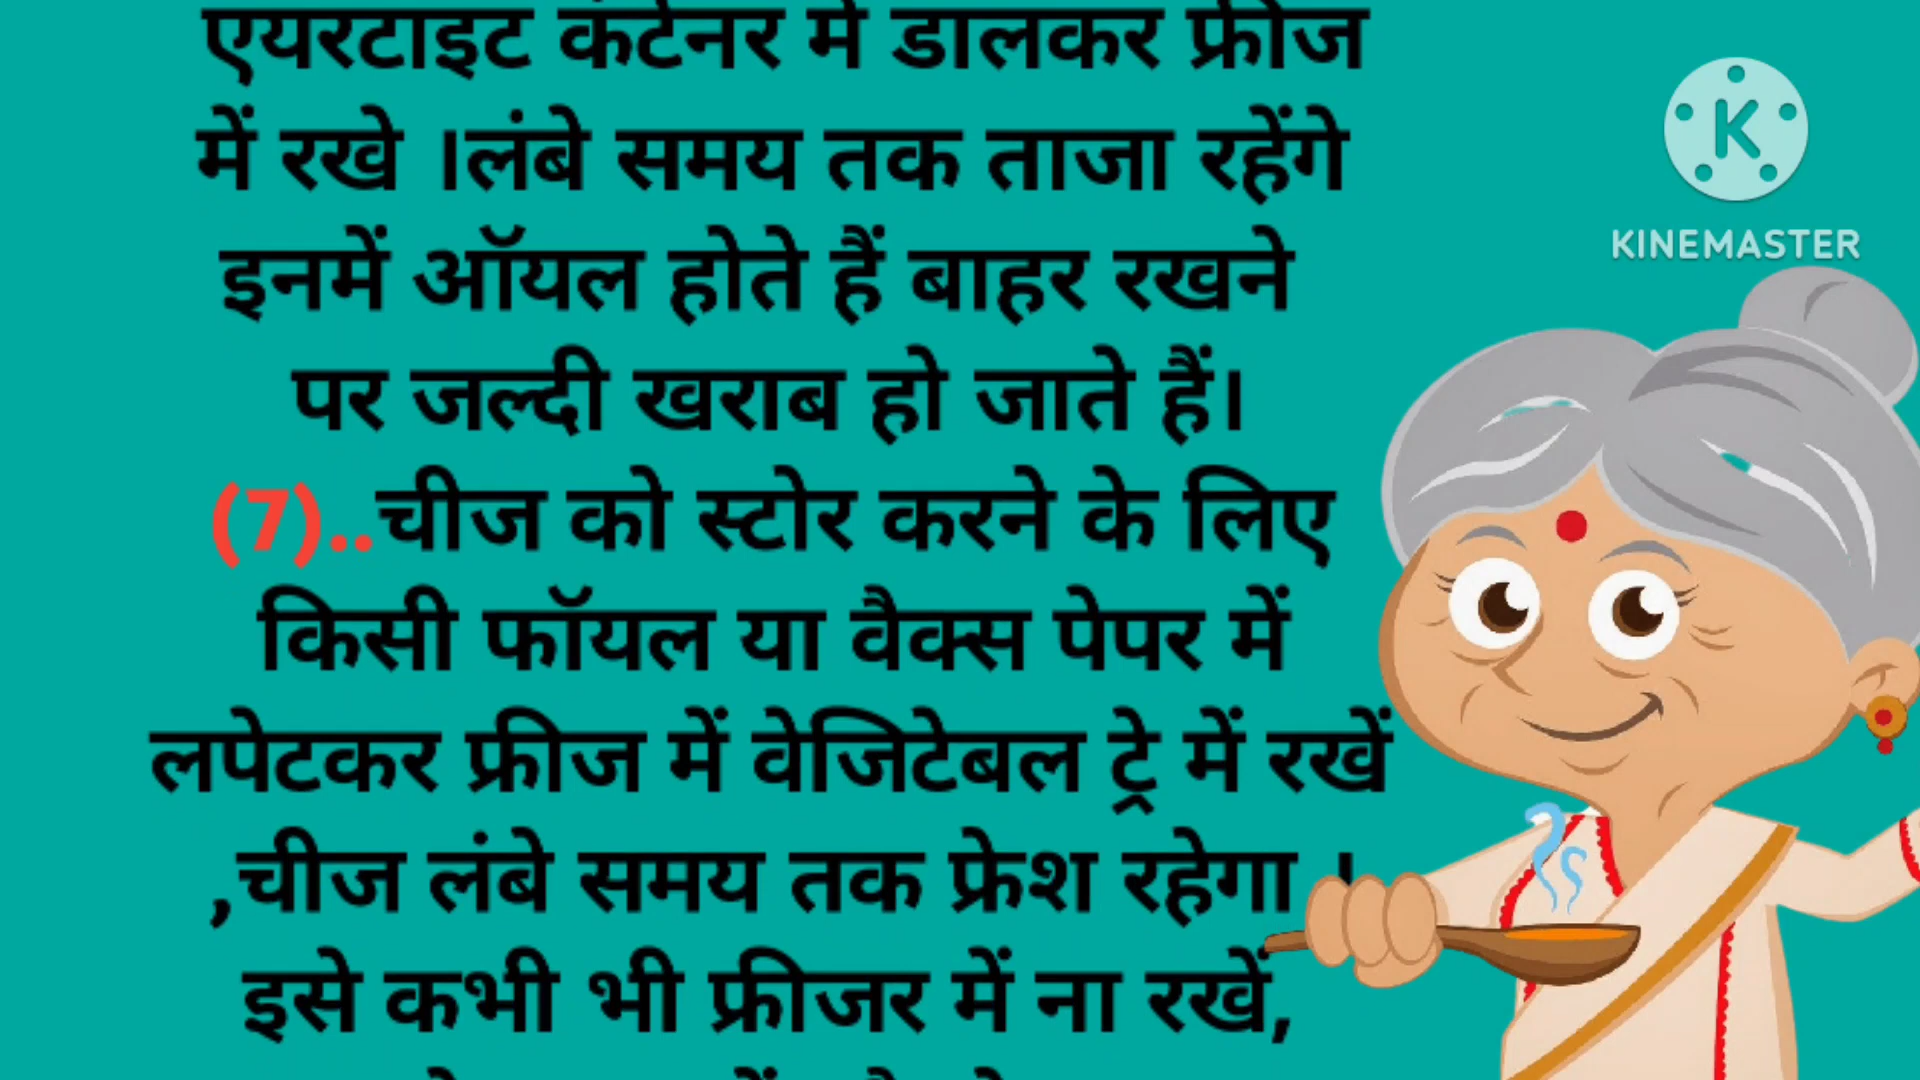 एयरटाइट कंटेनर में डालकर फ्रीज
में रखे ।लंबे समय तक ताजा रहेंगे
इनमें ऑयल होते हैं बाहर रखने
पर जल्दी खराब हो जाते हैं।
(7)..चीज को स्टोर करने के लिए
किसी फॉयल या वैक्स पेपर में
लपेटकर फ्रीज में वेजिटेबल ट्रे में रखें
,चीज लंबे समय तक फ्रेश रहेगा ।
इसे कभी भी फ्रीजर में ना रखें,
K
KINEMASTER